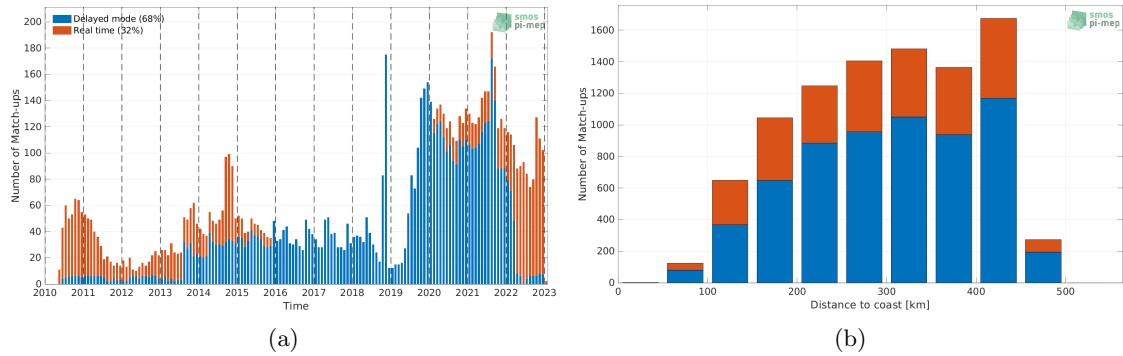 Delayed mode (68%)
Real time (32%)
smos
pi-mep
Number of Match-ups
200
180
160
140
120
100
80
60
40
20
0
2010 2011 2012 2013 2014 2015 2016 2017 2018 2019 2020 2021 2022 2023
Time
(a)
smos
pi-mep
Number of Match-ups
1600
1400
1200
1000
800
600
400
200
0
0 100 200 300 400 500
Distance to coast [km]
(b)